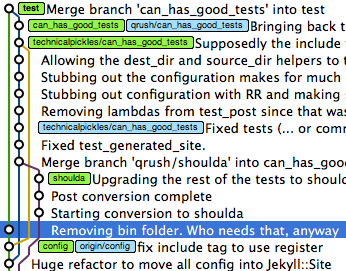 test Merge branch 'can_has_good_tests' into test
can_has_good_tests qrush/can_has_good_tests Bringing back t
technicalpickles/can_has_good_tests Supposedly the include
Allowing the dest_dir and source_dir helpers to t
Stubbing out the configuration makes for much
Stubbing out configuration with RR and making s
Removing lambdas from test_post since that wa
technicalpickles/can_has_good_tests Fixed tests (... or comm
Fixed test_generated_site.
Merge branch 'qrush/shoulda' into can_has_goo
shoulda Upgrading the rest of the tests to should
Post conversion complete
Starting conversion to shoulda
Removing bin folder. Who needs that, anyway
config origin/config fix include tag to use register
Huge refactor to move all config into Jekyll::Site